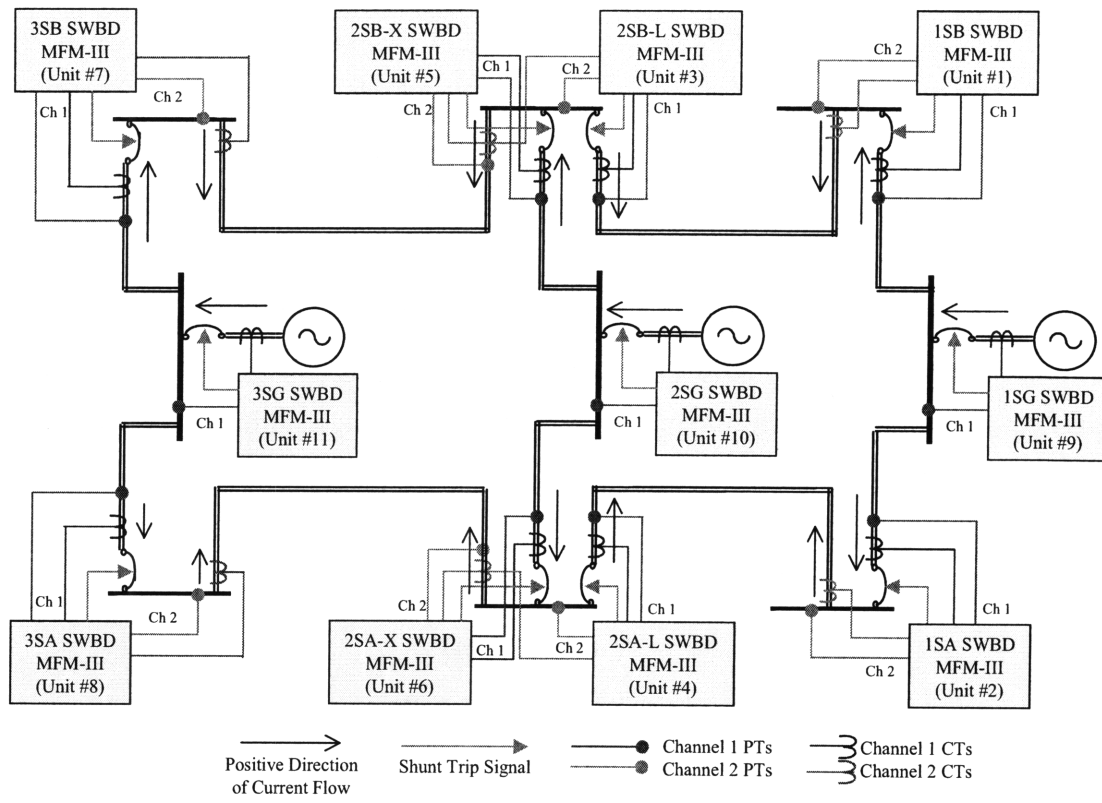 3SB SWBD
MFM-III
(Unit #7)
Ch 1
Ch 2
2SB-X SWBD
MFM-III
(Unit #5)
Ch 1
Ch 2
2SB-L SWBD
MFM-III
(Unit #3)
Ch 2
Ch 1
1SB SWBD
MFM-III
(Unit #1)
Ch 2
Ch 1
3SG SWBD
MFM-III
(Unit #11)
Ch 1
2SG SWBD
MFM-III
(Unit #10)
Ch 1
1SG SWBD
MFM-III
(Unit #9)
Ch 1
3SA SWBD
MFM-III
(Unit #8)
Ch 1
Ch 2
2SA-X SWBD
MFM-III
(Unit #6)
Ch 2
Ch 1
2SA-L SWBD
MFM-III
(Unit #4)
Ch 1
Ch 2
1SA SWBD
MFM-III
(Unit #2)
Ch 1
Ch 2
Positive Direction
of Current Flow
Shunt Trip Signal
Channel 1 PTs
Channel 2 PTs
Channel 1 CTs
Channel 2 CTs